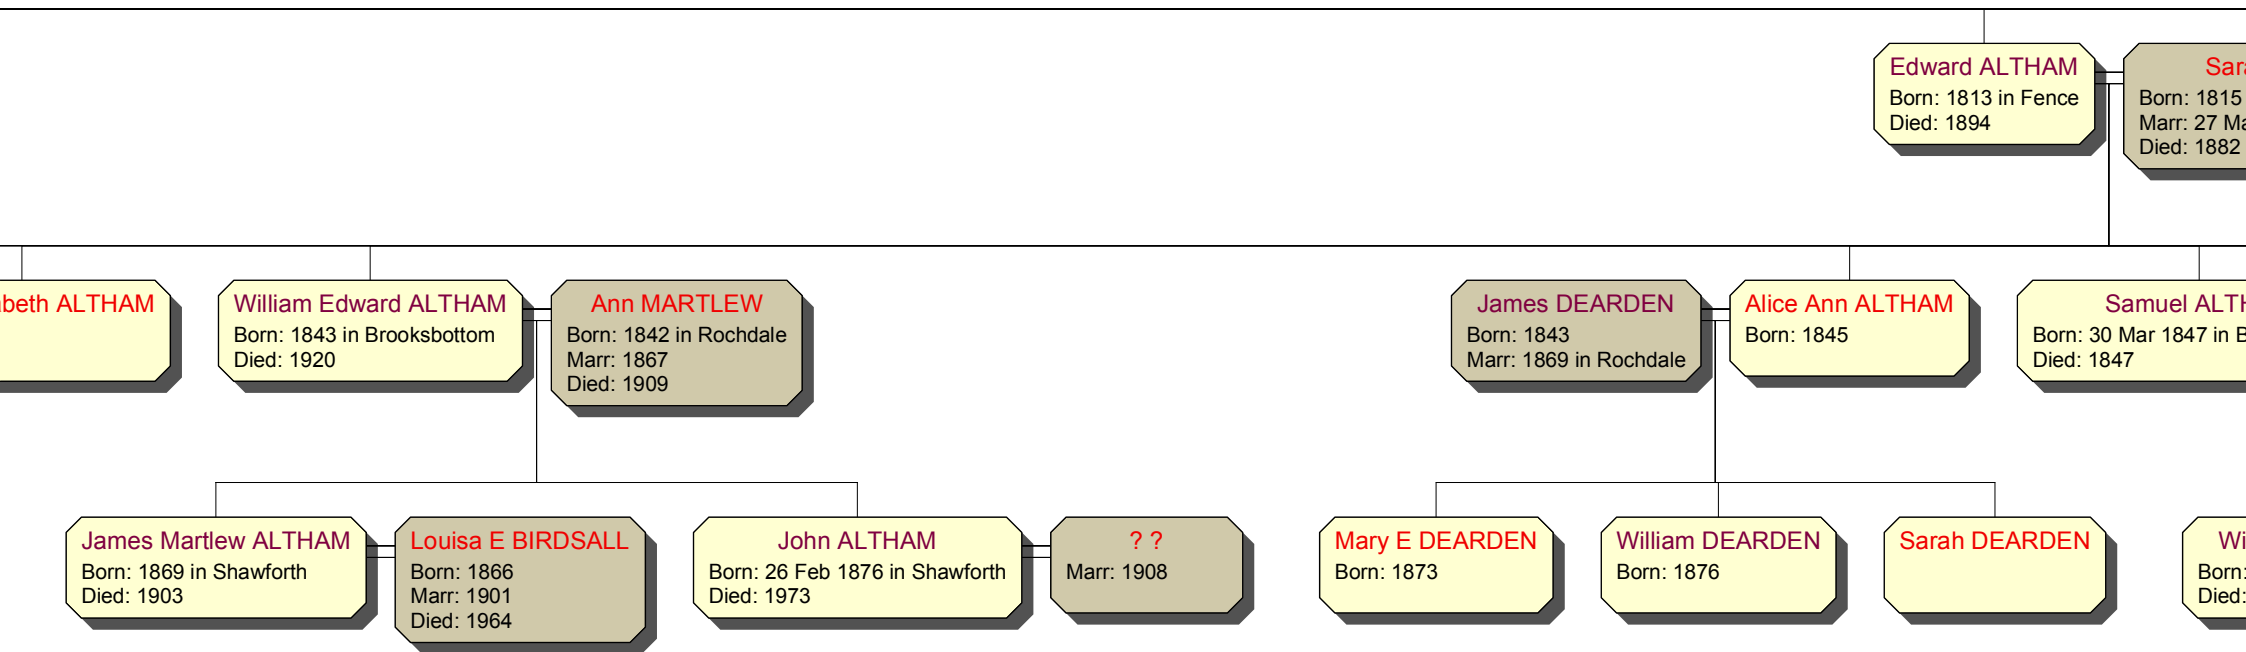 Edward ALTHAM
Born: 1813 in Fence
Died: 1894
Born: 1815
Marr: 27
Died: 1882
ALTHAM
William Edward ALTHAM
Born: 1843 in Brooksbottom
Died: 1920
Ann MARTLEW
Born: 1842 in Rochdale
Marr: 1867
Died: 1909
James DEARDEN
Born: 1843
Marr: 1869 in Rochdale
Alice Ann ALTHAM
Born: 1845
Samuel
Born: 30 Mar 1847 in
Died: 1847
James Martlew ALTHAM
Born: 1869 in Shawforth
Died: 1903
Louisa E BIRDSALL
Born: 1866
Marr: 1901
Died: 1964
John ALTHAM
Born: 26 Feb 1876 in Shawforth
Died: 1973
? ?
Marr: 1908
Mary E DEARDEN
Born: 1873
William DEARDEN
Born: 1876
Sarah DEARDEN
Born:
Died: